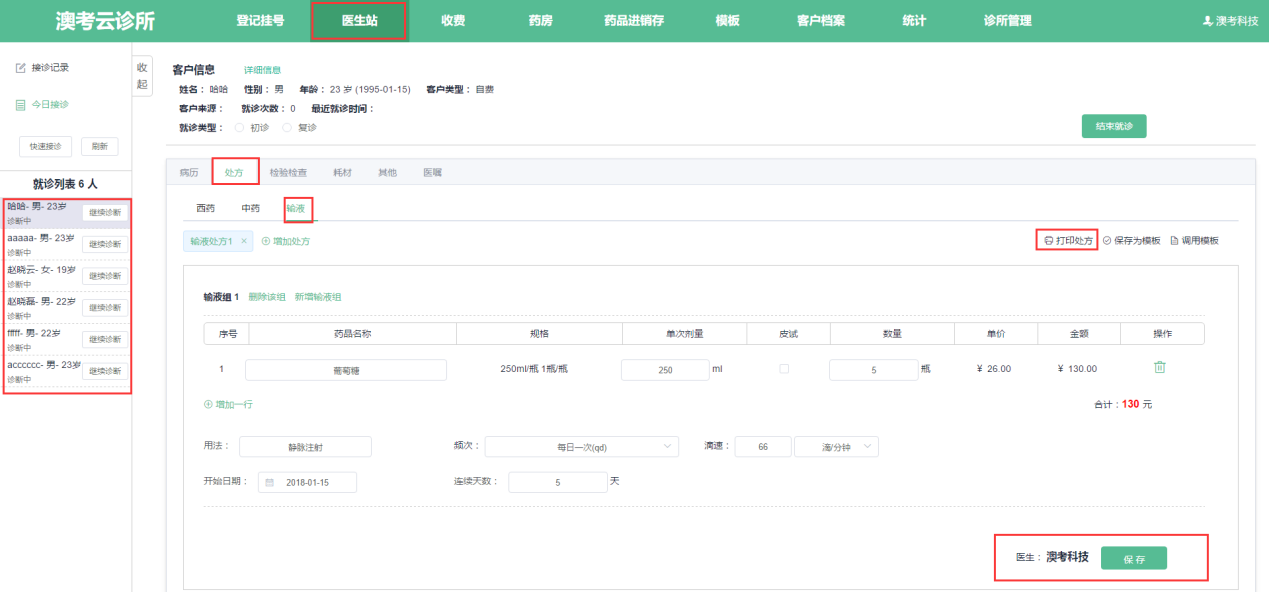 澳考云诊所 登记挂号 医生站 收费 药房 药品进销存 模板 客户档案 统计 诊所管理 澳考科技
接诊记录
今日接诊
快速接诊 刷新
就诊列表 6 人
哈哈- 男- 23岁 继续诊断
诊断中
aaaaa- 男- 23岁 继续诊断
诊断中
赵晓云- 女- 19岁 继续诊断
诊断中
赵晓磊- 男- 22岁 继续诊断
诊断中
fffff- 男- 22岁 继续诊断
诊断中
acccccc- 男- 23岁 继续诊断
诊断中
收起
客户信息 详细信息
姓名： 哈哈 性别： 男 年龄： 23 岁 (1995-01-15) 客户类型： 自费
客户来源： 就诊次数： 0 最近就诊时间：
就诊类型： 初诊 复诊
结束就诊
病历 处方 检验检查 耗材 其他 医嘱
西药 中药 输液
输液处方1 × 增加处方 打印处方 保存为模板 调用模板
输液组 1 删除该组 新增输液组
序号 药品名称 规格 单次剂量 皮试 数量 单价 金额 操作
1 葡萄糖 250ml/瓶 1瓶/瓶 250 ml 5 瓶 ¥ 26.00 ¥ 130.00
增加一行 合计：130 元
用法： 静脉注射 频次： 每日一次(qd) 滴速： 66 滴/分钟
开始日期： 2018-01-15 连续天数： 5 天
医生： 澳考科技 保存